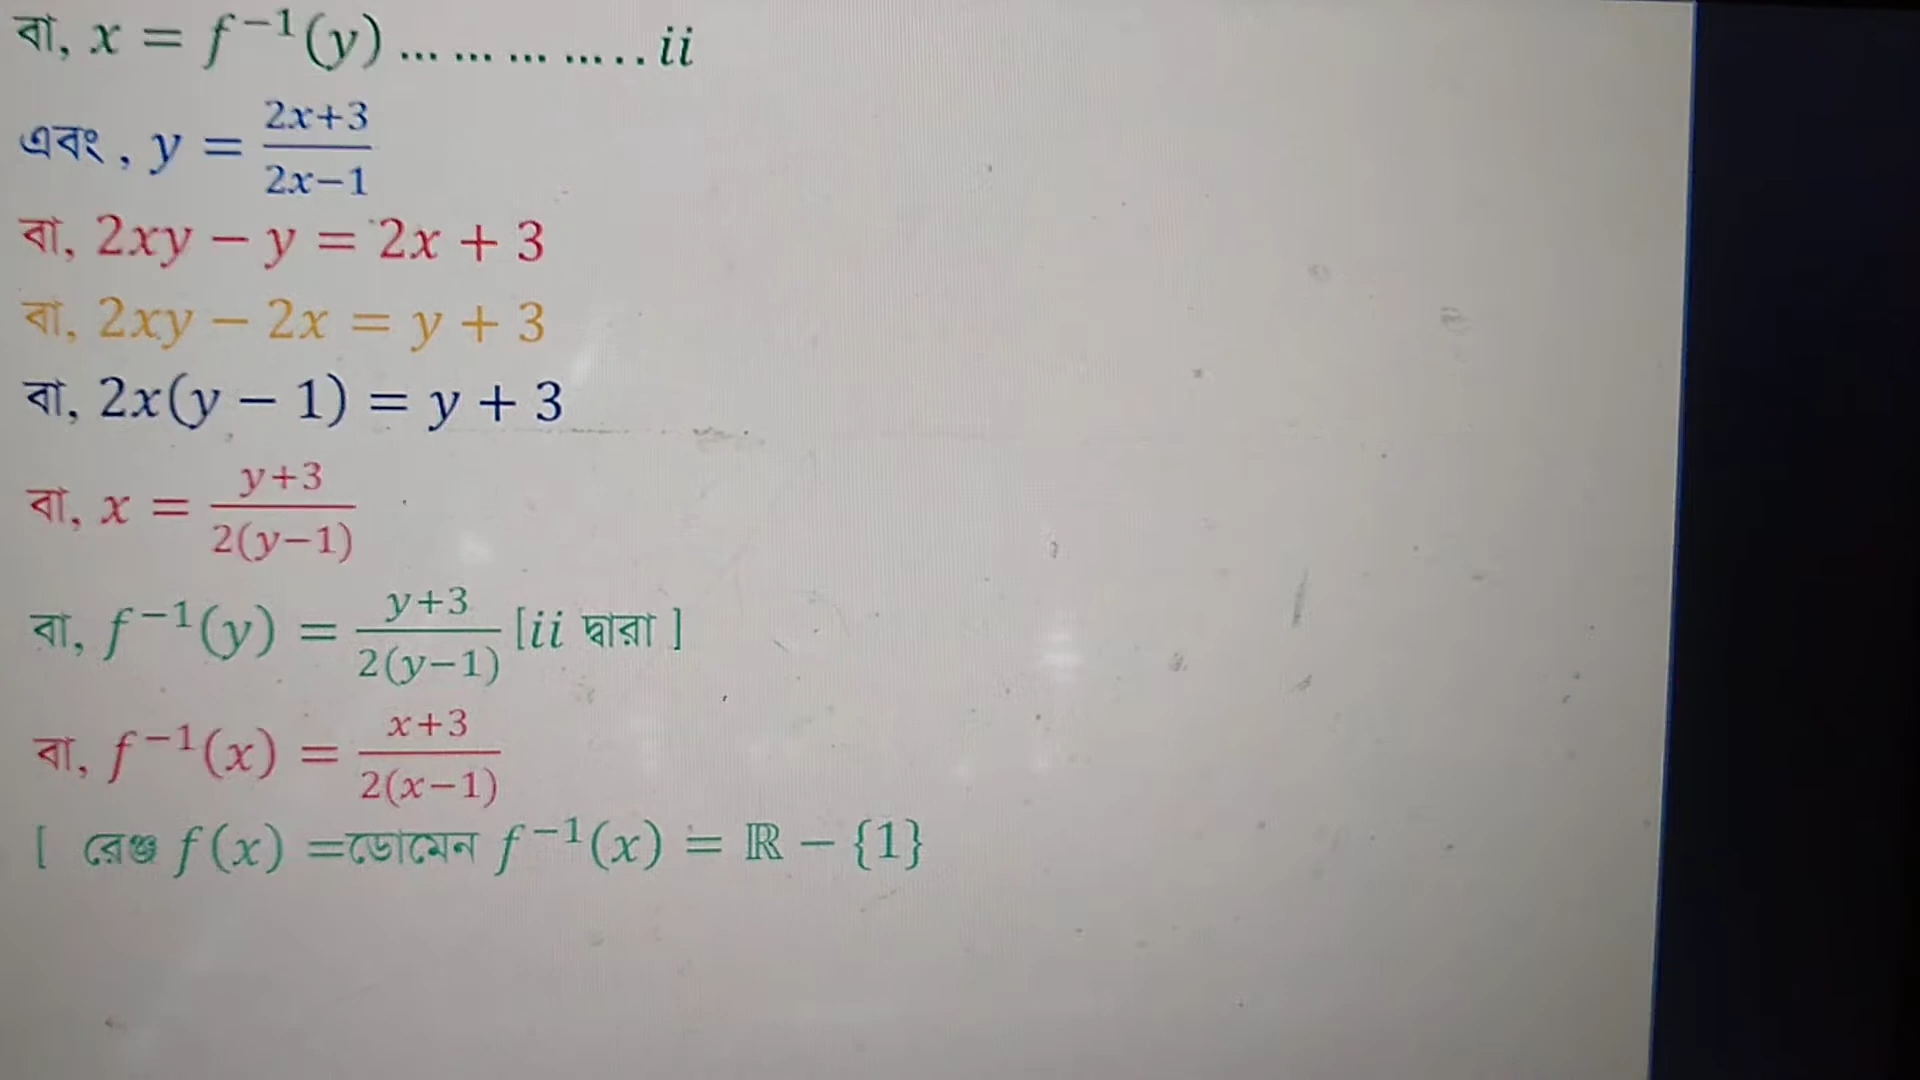 বা, x = f⁻¹(y) ... ... ... ... .. ii
এবং , y = (2x+3)/(2x−1)
বা, 2xy − y = 2x + 3
বা, 2xy − 2x = y + 3
বা, 2x(y − 1) = y + 3
বা, x = (y+3)/(2(y−1))
বা, f⁻¹(y) = (y+3)/(2(y−1)) [ii দ্বারা ]
বা, f⁻¹(x) = (x+3)/(2(x−1))
[ রেঞ্জ f(x) =ডোমেন f⁻¹(x) = ℝ − {1}